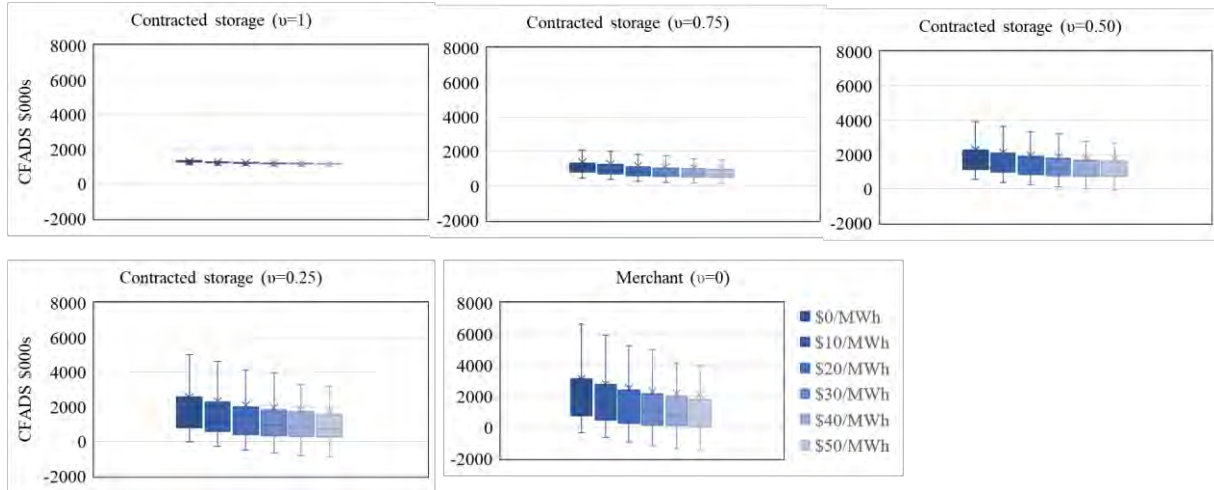 Contracted storage (υ=1)
8000
6000
4000
2000
0
-2000
CFADS $000s
Contracted storage (υ=0.75)
8000
6000
4000
2000
0
-2000
Contracted storage (υ=0.50)
8000
6000
4000
2000
0
-2000
Contracted storage (υ=0.25)
8000
6000
4000
2000
0
-2000
CFADS $000s
Merchant (υ=0)
8000
6000
4000
2000
0
-2000
$0/MWh
$10/MWh
$20/MWh
$30/MWh
$40/MWh
$50/MWh